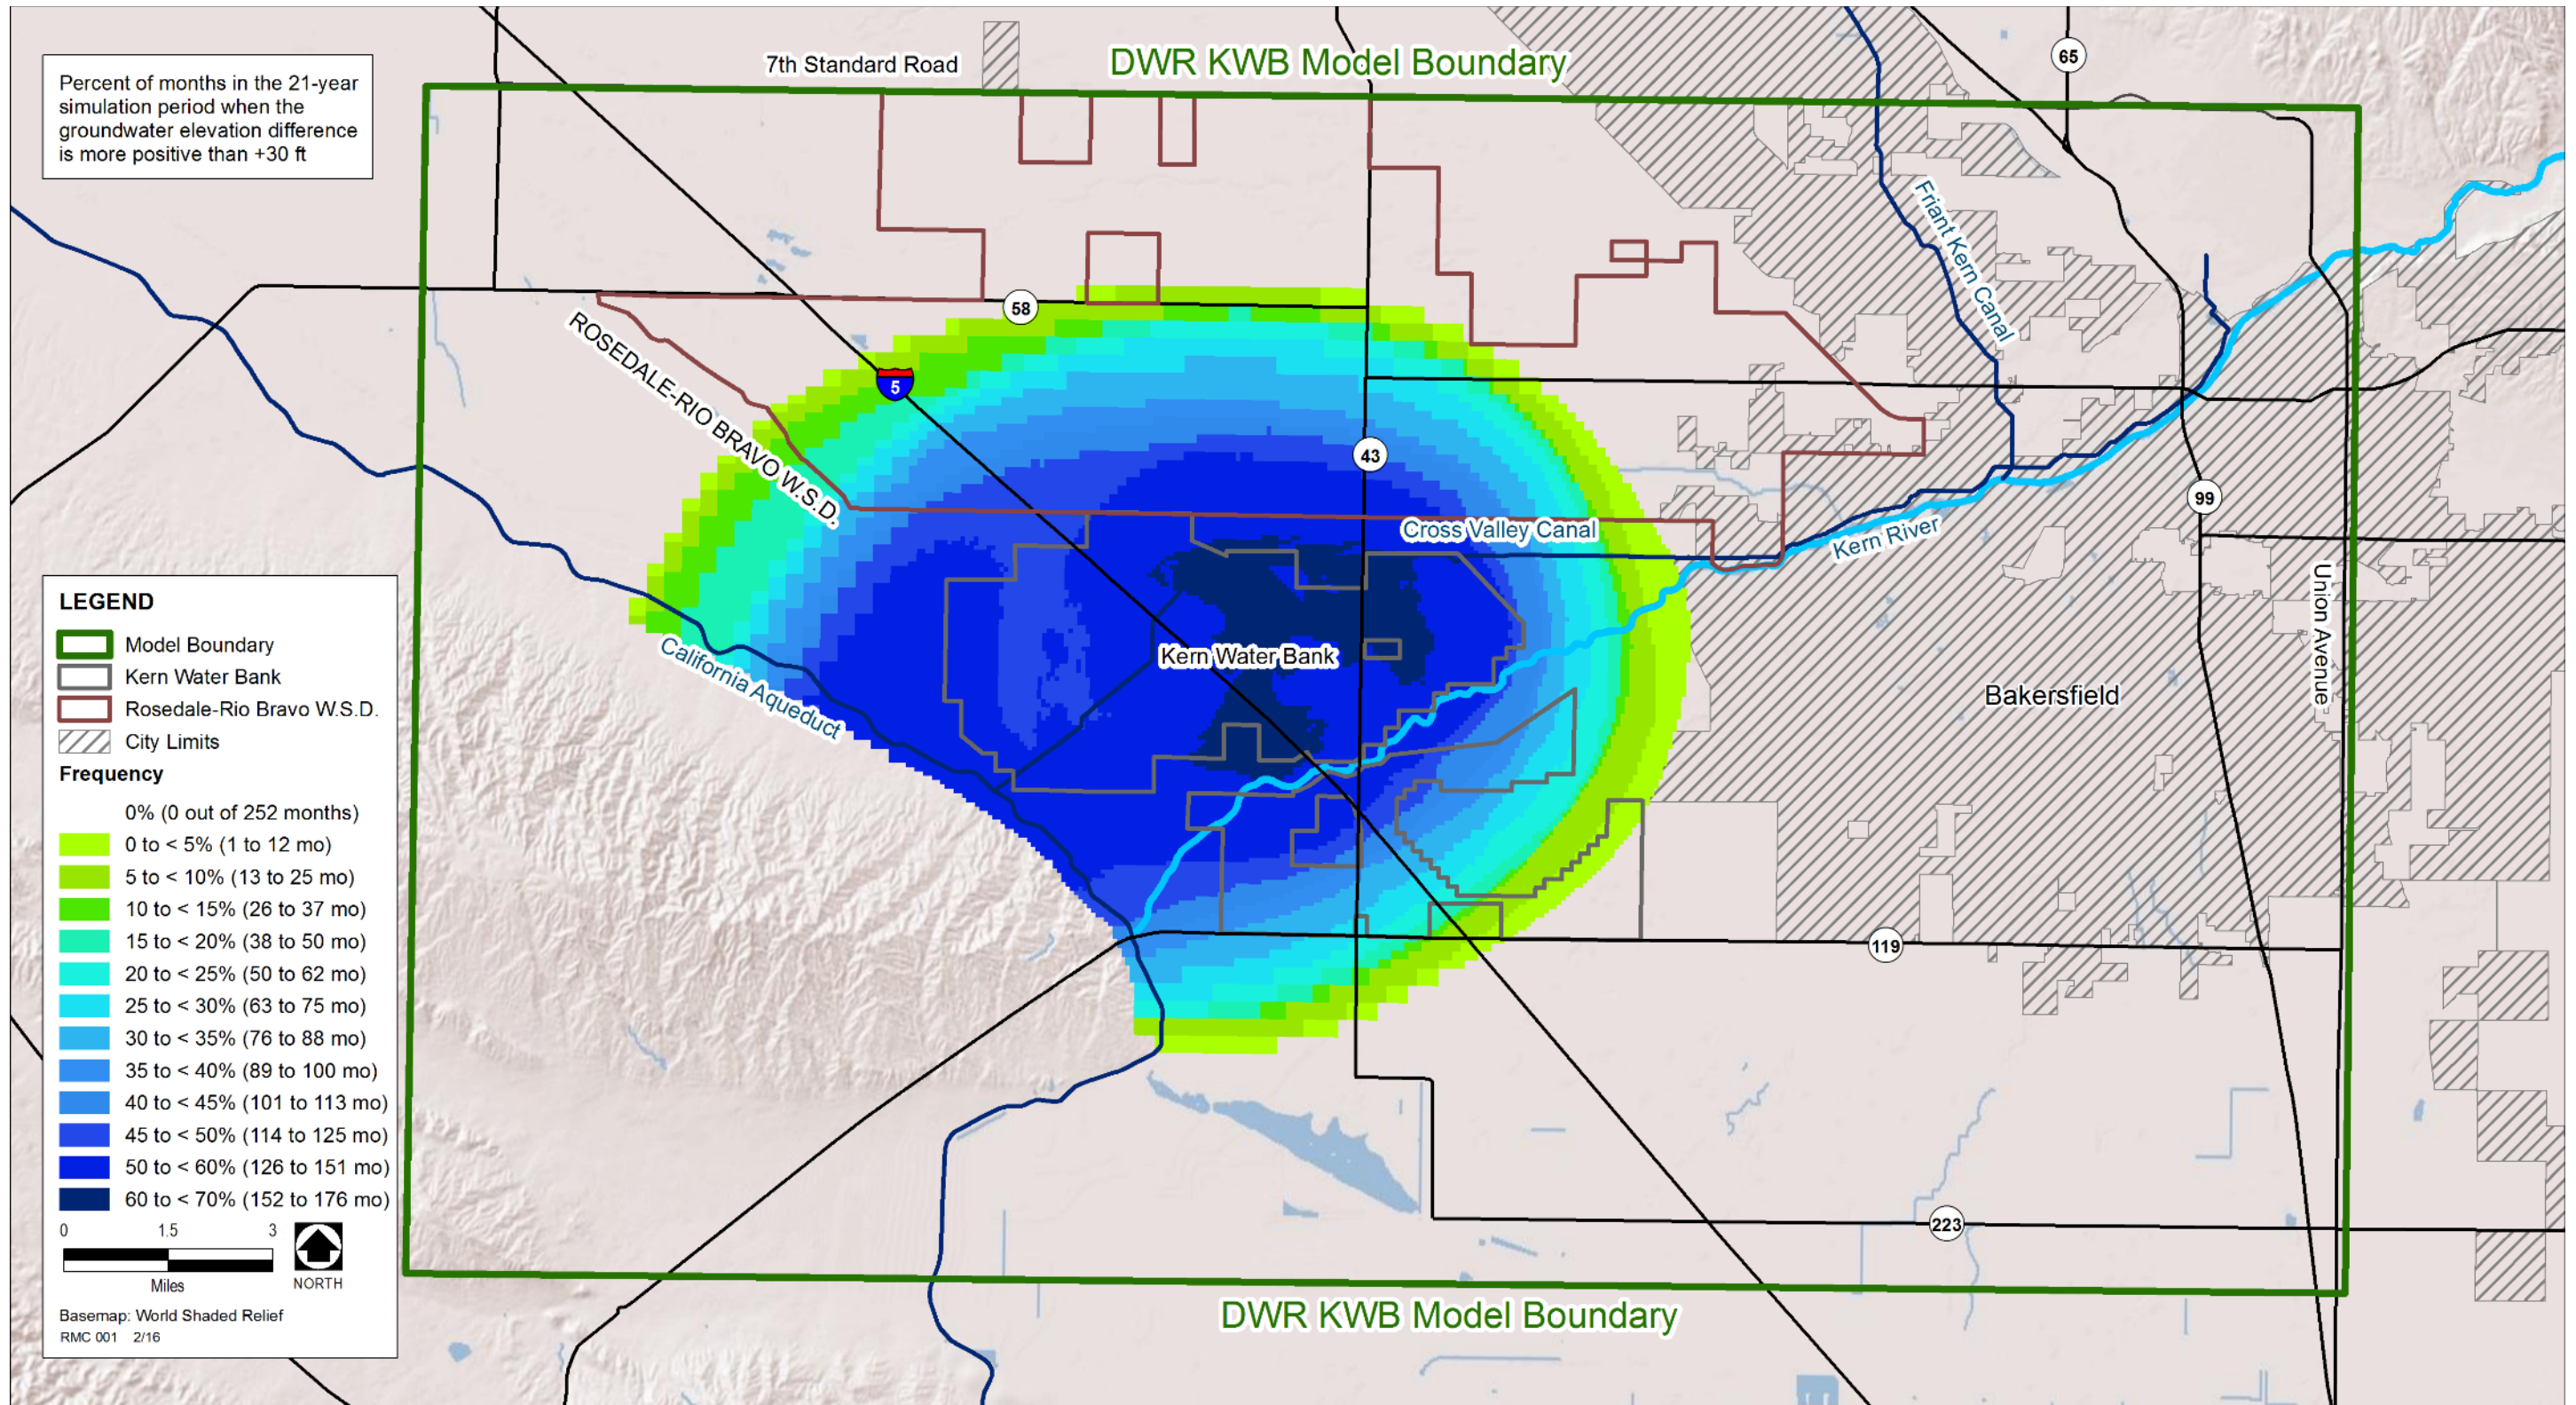 Percent of months in the 21-year
simulation period when the
groundwater elevation difference
is more positive than +30 ft
7th Standard Road
DWR KWB Model Boundary
65
Friant Kern Canal
58
ROSEDALE-RIO BRAVO W.S.D.
5
43
99
Cross Valley Canal
Kern River
Union Avenue
Kern Water Bank
California Aqueduct
Bakersfield
119
223
DWR KWB Model Boundary
LEGEND
Model Boundary
Kern Water Bank
Rosedale-Rio Bravo W.S.D.
City Limits
Frequency
0% (0 out of 252 months)
0 to < 5% (1 to 12 mo)
5 to < 10% (13 to 25 mo)
10 to < 15% (26 to 37 mo)
15 to < 20% (38 to 50 mo)
20 to < 25% (50 to 62 mo)
25 to < 30% (63 to 75 mo)
30 to < 35% (76 to 88 mo)
35 to < 40% (89 to 100 mo)
40 to < 45% (101 to 113 mo)
45 to < 50% (114 to 125 mo)
50 to < 60% (126 to 151 mo)
60 to < 70% (152 to 176 mo)
0 1.5 3
Miles
NORTH
Basemap: World Shaded Relief
RMC 001 2/16